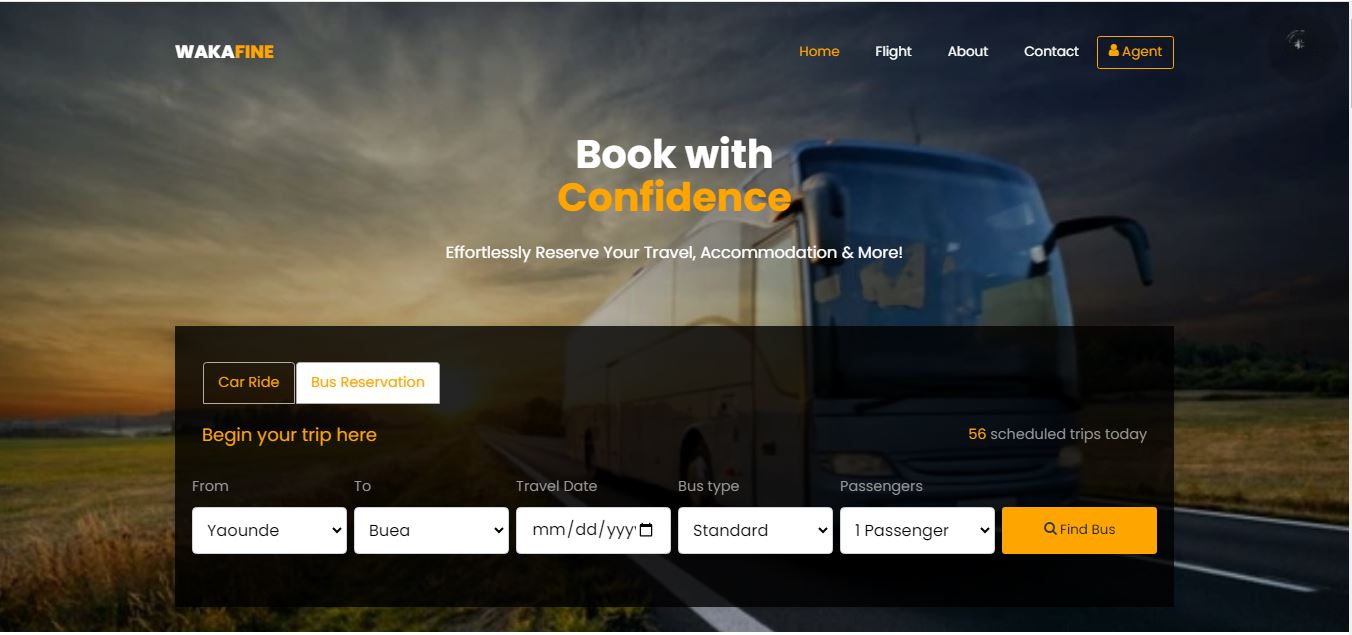 WAKAFINE
Home Flight About Contact Agent
Book with
Confidence
Effortlessly Reserve Your Travel, Accommodation & More!
Car Ride Bus Reservation
Begin your trip here
56 scheduled trips today
From To Travel Date Bus type Passengers
Yaounde Buea mm/dd/yyyy Standard 1 Passenger Find Bus